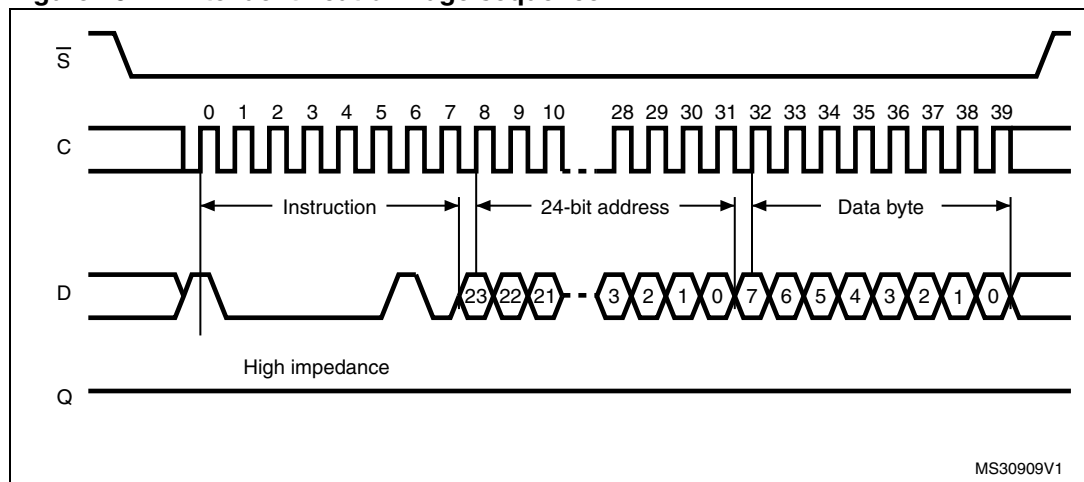 S
0 1 2 3 4 5 6 7 8 9 10 28 29 30 31 32 33 34 35 36 37 38 39
C
Instruction 24-bit address Data byte
D
23 22 21 3 2 1 0 7 6 5 4 3 2 1 0
High impedance
Q
MS30909V1